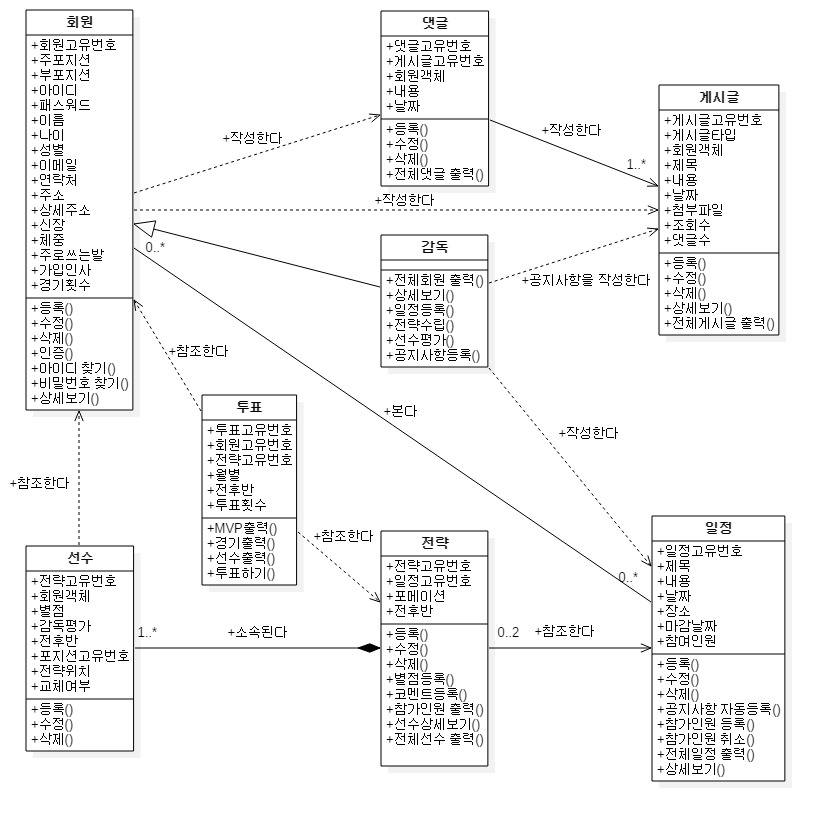 회원
+회원고유번호
+주포지션
+부포지션
+아이디
+패스워드
+이름
+나이
+성별
+이메일
+연락처
+주소
+상세주소
+신장
+체중
+주로쓰는발
+가입인사
+경기횟수
+등록()
+수정()
+삭제()
+인증()
+아이디 찾기()
+비밀번호 찾기()
+상세보기()
댓글
+댓글고유번호
+게시글고유번호
+회원객체
+내용
+날짜
+등록()
+수정()
+삭제()
+전체댓글 출력()
게시글
+게시글고유번호
+게시글타입
+회원객체
+제목
+내용
+날짜
+첨부파일
+조회수
+댓글수
+등록()
+수정()
+삭제()
+상세보기()
+전체게시글 출력()
+작성한다
+작성한다
1..*
+작성한다
0..*
감독
+전체회원 출력()
+상세보기()
+일정등록()
+전략수립()
+선수평가()
+공지사항등록()
+공지사항을 작성한다
+참조한다
+본다
+작성한다
투표
+투표고유번호
+회원고유번호
+전략고유번호
+월별
+전후반
+투표횟수
+MVP출력()
+경기출력()
+선수출력()
+투표하기()
+참조한다
+참조한다
선수
+전략고유번호
+회원객체
+별점
+감독평가
+전후반
+포지션고유번호
+전략위치
+교체여부
+등록()
+수정()
+삭제()
1..*
+소속된다
전략
+전략고유번호
+일정고유번호
+포메이션
+전후반
+등록()
+수정()
+삭제()
+별점등록()
+코멘트등록()
+참가인원 출력()
+선수상세보기()
+전체선수 출력()
0..2
+참조한다
0..*
일정
+일정고유번호
+제목
+내용
+날짜
+장소
+마감날짜
+참여인원
+등록()
+수정()
+삭제()
+공지사항 자동등록()
+참가인원 등록()
+참가인원 취소()
+전체일정 출력()
+상세보기()